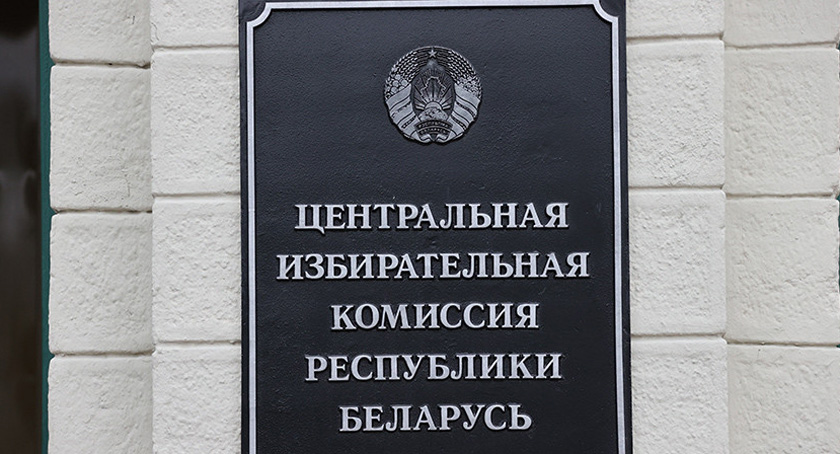 ЦЕНТРАЛЬНАЯ
ИЗБИРАТЕЛЬНАЯ
КОМИССИЯ
РЕСПУБЛИКИ
БЕЛАРУСЬ